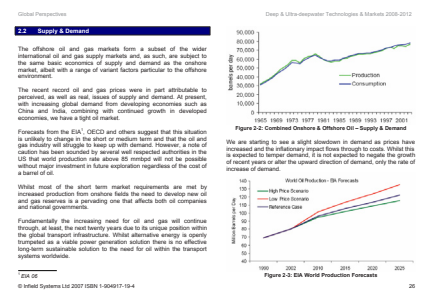 Global Perspectives
Deep & Ultra-deepwater Technologies & Markets 2008-2012
2.2 Supply & Demand
The offshore oil and gas markets form a subset of the wider
international oil and gas supply markets and, as such, are subject to
the same basic economics of supply and demand as the onshore
market, albeit with a range of variant factors particular to the offshore
environment.
The recent record oil and gas prices were in part attributable to
perceived, as well as real, issues of supply and demand. At present,
with increasing global demand from developing economies such as
China and India, combining with continued growth in developed
economies, we have a tight oil market.
Forecasts from the EIA¹, OECD and others suggest that this situation
is unlikely to change in the short or medium term and that the oil and
gas industry will struggle to keep up with demand. However, a note of
caution has been sounded by several well respected authorities in the
US that world production rate above 85 mmbpd will not be possible
without major investment in future exploration regardless of the cost of
a barrel of oil.
Whilst most of the short term market requirements are met by
increased production from onshore fields the need to develop new oil
and gas reserves is a pervading one that affects both oil companies
and national governments.
Fundamentally the increasing need for oil and gas will continue
through, at least, the next twenty years due to its unique position within
the global transport infrastructure. Whilst alternative energy is openly
trumpeted as a viable power generation solution there is no effective
long-term sustainable solution to the need for oil within the transport
systems worldwide.
¹ EIA 06
© Infield Systems Ltd 2007 ISBN 1-904917-19-4
barrels per day
90,000
80,000
70,000
60,000
50,000
40,000
30,000
20,000
10,000
0
Production
Consumption
1965 1969 1973 1977 1981 1985 1989 1993 1997 2001
Figure 2-2: Combined Onshore & Offshore Oil – Supply & Demand
We are starting to see a slight slowdown in demand as prices have
increased and the inflationary impact flows through to costs. Whilst this
is expected to temper demand, it is not expected to negate the growth
of recent years or alter the upward direction of demand, only the rate of
increase of demand.
World Oil Production - EIA Forecasts
Million Barrels per Day
140
130
120
110
100
90
80
70
60
50
40
High Price Scenario
Low Price Scenario
Reference Case
1990 2002 2010 2015 2020 2025
Figure 2-3: EIA World Production Forecasts
26